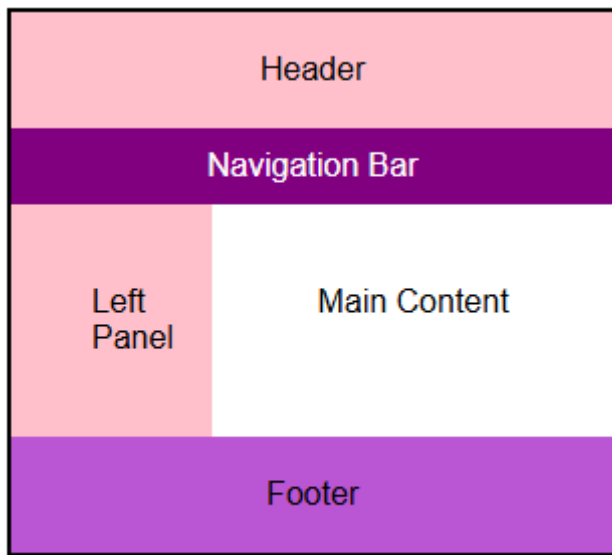 Header
Navigation Bar
Left
Panel
Main Content
Footer